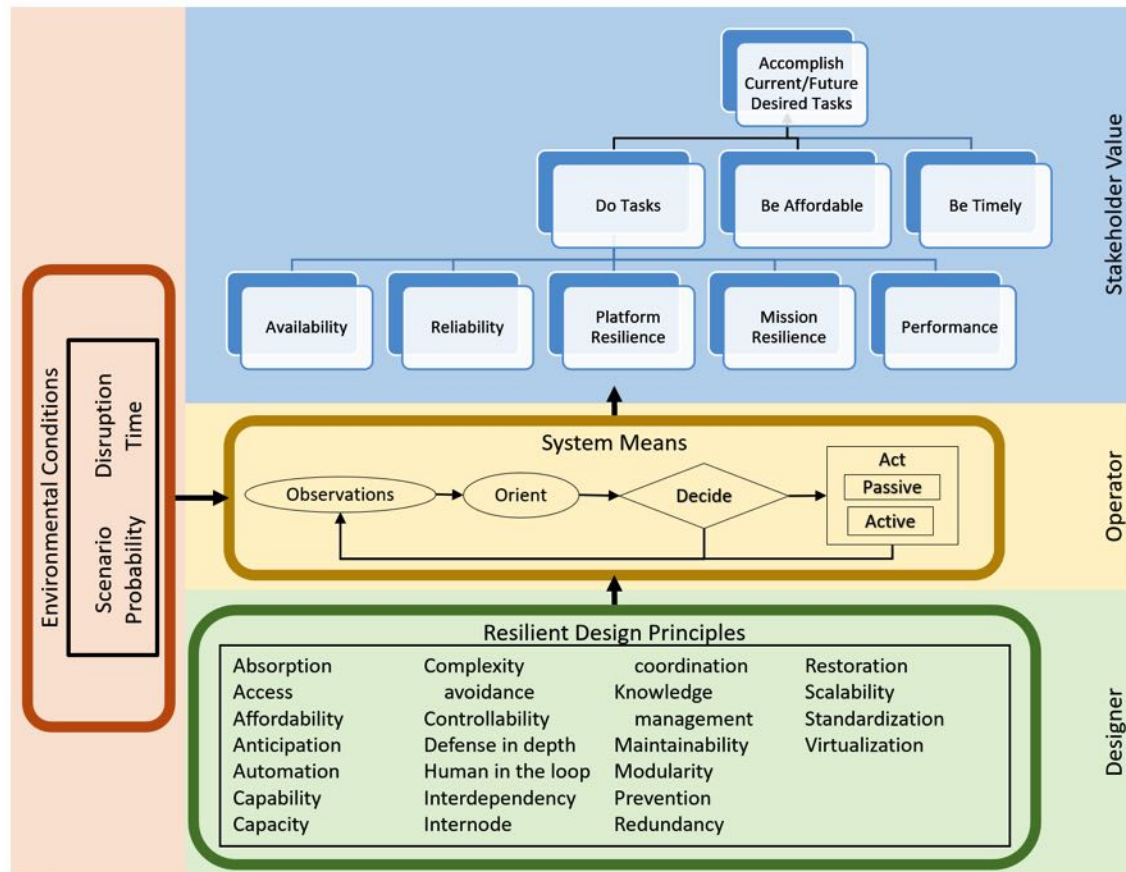 Accomplish
Current/Future
Desired Tasks
Do Tasks
Be Affordable
Be Timely
Availability
Reliability
Platform
Resilience
Mission
Resilience
Performance
Stakeholder Value
Environmental Conditions
Scenario
Probability
Disruption
Time
System Means
Observations
Orient
Decide
Act
Passive
Active
Operator
Resilient Design Principles
Absorption
Access
Affordability
Anticipation
Automation
Capability
Capacity
Complexity
avoidance
Controllability
Defense in depth
Human in the loop
Interdependency
Internode
coordination
Knowledge
management
Maintainability
Modularity
Prevention
Redundancy
Restoration
Scalability
Standardization
Virtualization
Designer